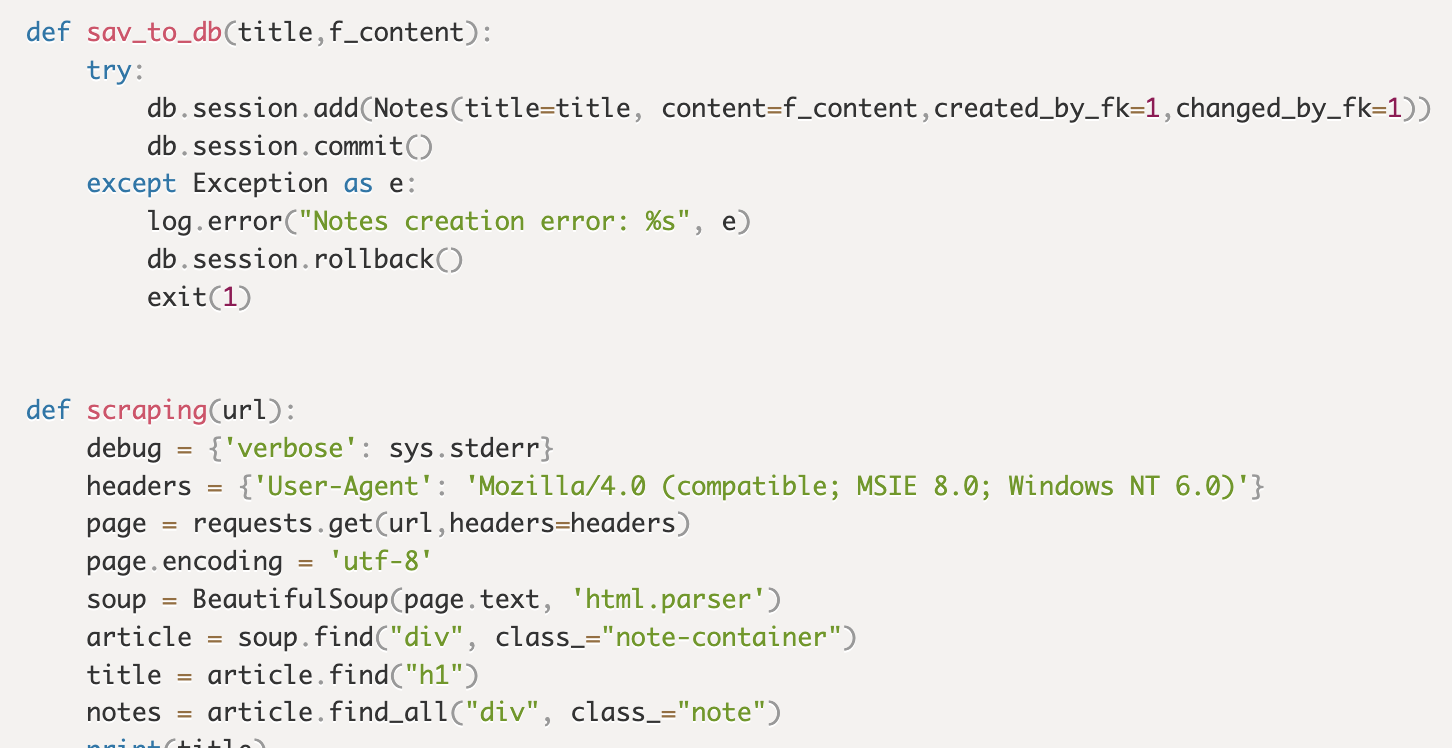 def sav_to_db(title,f_content):
    try:
        db.session.add(Notes(title=title, content=f_content,created_by_fk=1,changed_by_fk=1))
        db.session.commit()
    except Exception as e:
        log.error("Notes creation error: %s", e)
        db.session.rollback()
        exit(1)
def scraping(url):
    debug = {'verbose': sys.stderr}
    headers = {'User-Agent': 'Mozilla/4.0 (compatible; MSIE 8.0; Windows NT 6.0)'}
    page = requests.get(url,headers=headers)
    page.encoding = 'utf-8'
    soup = BeautifulSoup(page.text, 'html.parser')
    article = soup.find("div", class_="note-container")
    title = article.find("h1")
    notes = article.find_all("div", class_="note")
    print(title)